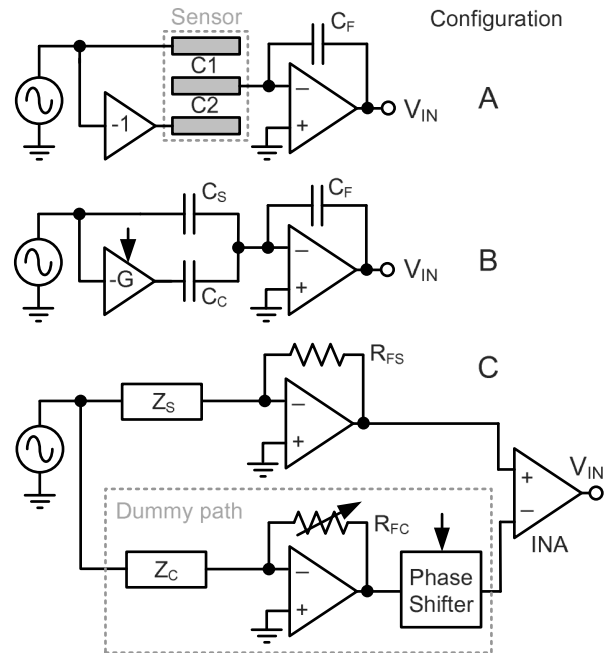 Sensor
Configuration
C1
C2
-1
C_F
−
+
V_IN
A
C_S
-G
C_C
C_F
−
+
V_IN
B
C
Z_S
R_FS
−
+
Dummy path
Z_C
R_FC
−
+
Phase
Shifter
+
−
INA
V_IN